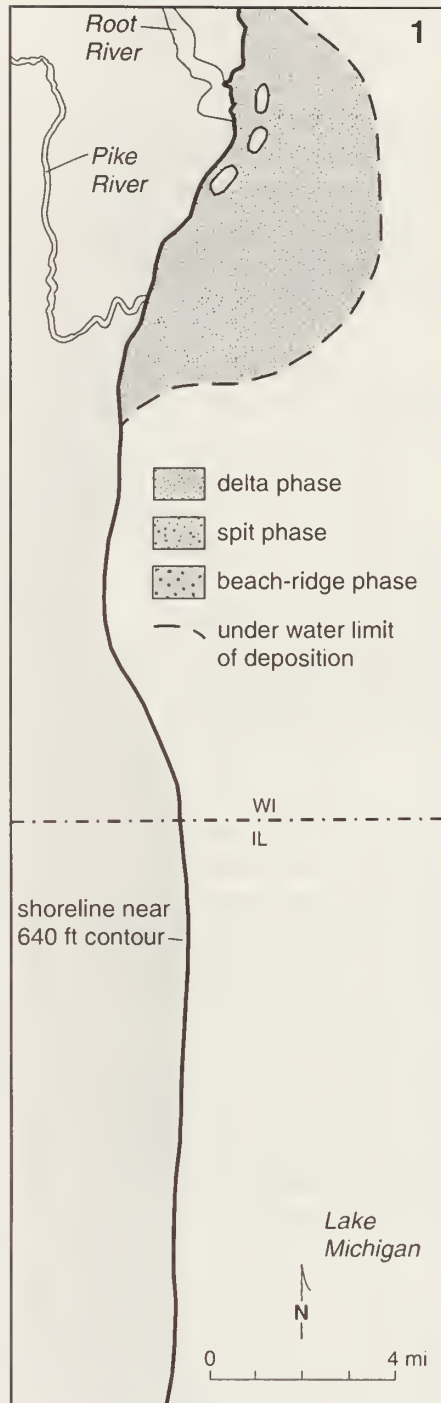 1
Root
River
Pike
River
delta phase
spit phase
beach-ridge phase
under water limit
of deposition
WI
IL
shoreline near
640 ft contour
Lake
Michigan
N
0 4 mi